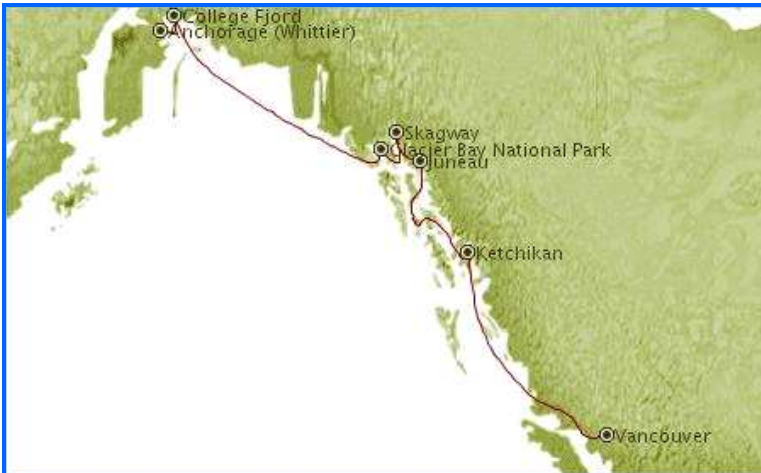 College Fjord
Anchorage (Whittier)
Skagway
Glacier Bay National Park
Juneau
Ketchikan
Vancouver